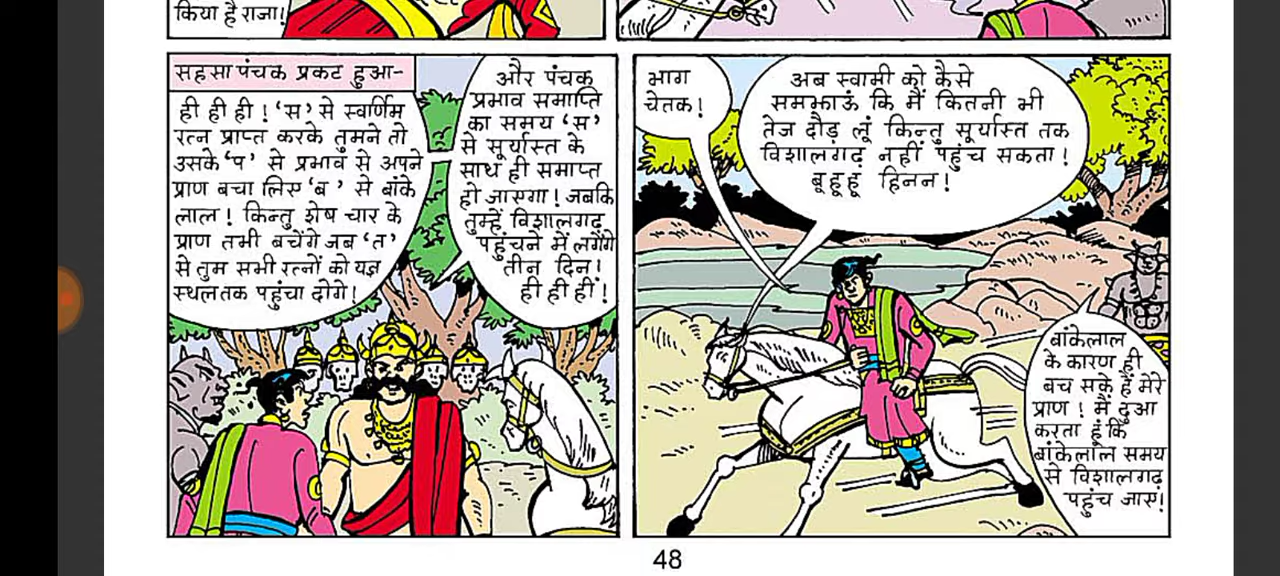 किया है राजा!
सहसा पंचक प्रकट हुआ-
ही ही ही ! 'स' से स्वर्णिम
रत्न प्राप्त करके तुमने तो
उसके 'प' से प्रभाव से अपने
प्राण बचा लिए 'ब' से बांके
लाल ! किन्तु शेष चार के
प्राण तभी बचेंगे जब 'त'
से तुम सभी रत्नों को यज्ञ
स्थल तक पहुंचा दोगे !
और पंचक
प्रभाव समाप्ति
का समय 'स'
से सूर्यास्त के
साथ ही समाप्त
हो जाएगा ! जबकि
तुम्हें विशालगढ़
पहुंचने में लगेंगे
तीन दिन !
ही ही ही !
भाग
चेतक !
अब स्वामी को कैसे
समझाऊं कि मैं कितनी भी
तेज दौड़ लूं किन्तु सूर्यास्त तक
विशालगढ़ नहीं पहुंच सकता !
बूहूहू हिनन !
बांकेलाल
के कारण ही
बच सके हैं मेरे
प्राण ! मैं दुआ
करता हूं कि
बांकेलाल समय
से विशालगढ़
पहुंच जाए!
48